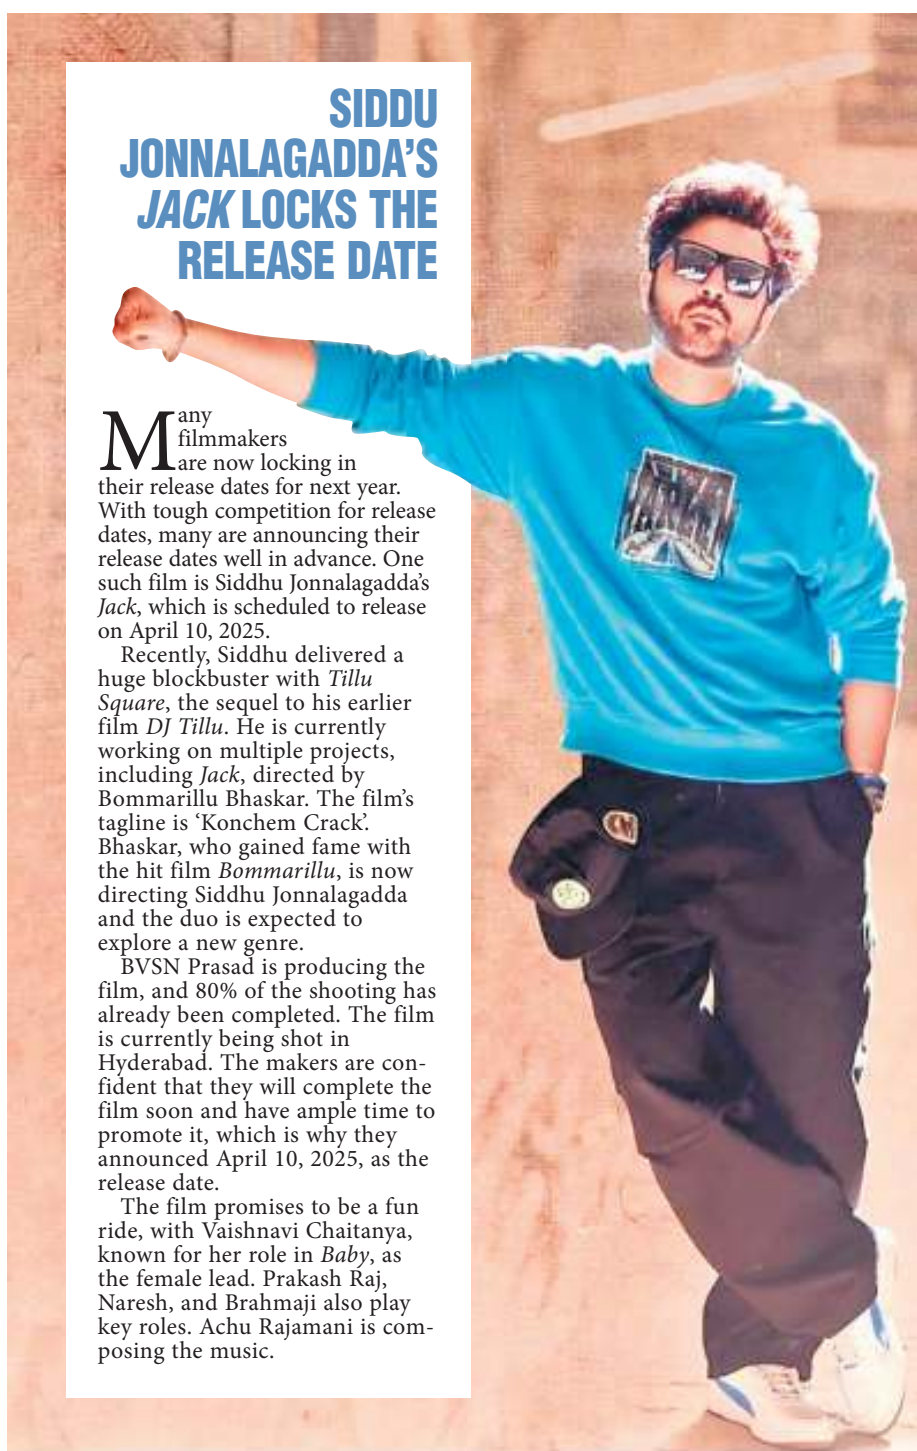 SIDDU
JONNALAGADDA'S
JACK LOCKS THE
RELEASE DATE
Many
filmmakers
are now locking in
their release dates for next year.
With tough competition for release
dates, many are announcing their
release dates well in advance. One
such film is Siddhu Jonnalagadda's
Jack, which is scheduled to release
on April 10, 2025.
Recently, Siddhu delivered a
huge blockbuster with Tillu
Square, the sequel to his earlier
film DJ Tillu. He is currently
working on multiple projects,
including Jack, directed by
Bommarillu Bhaskar. The film's
tagline is ‘Konchem Crack’.
Bhaskar, who gained fame with
the hit film Bommarillu, is now
directing Siddhu Jonnalagadda
and the duo is expected to
explore a new genre.
BVSN Prasad is producing the
film, and 80% of the shooting has
already been completed. The film
is currently being shot in
Hyderabad. The makers are con-
fident that they will complete the
film soon and have ample time to
promote it, which is why they
announced April 10, 2025, as the
release date.
The film promises to be a fun
ride, with Vaishnavi Chaitanya,
known for her role in Baby, as
the female lead. Prakash Raj,
Naresh, and Brahmaji also play
key roles. Achu Rajamani is com-
posing the music.